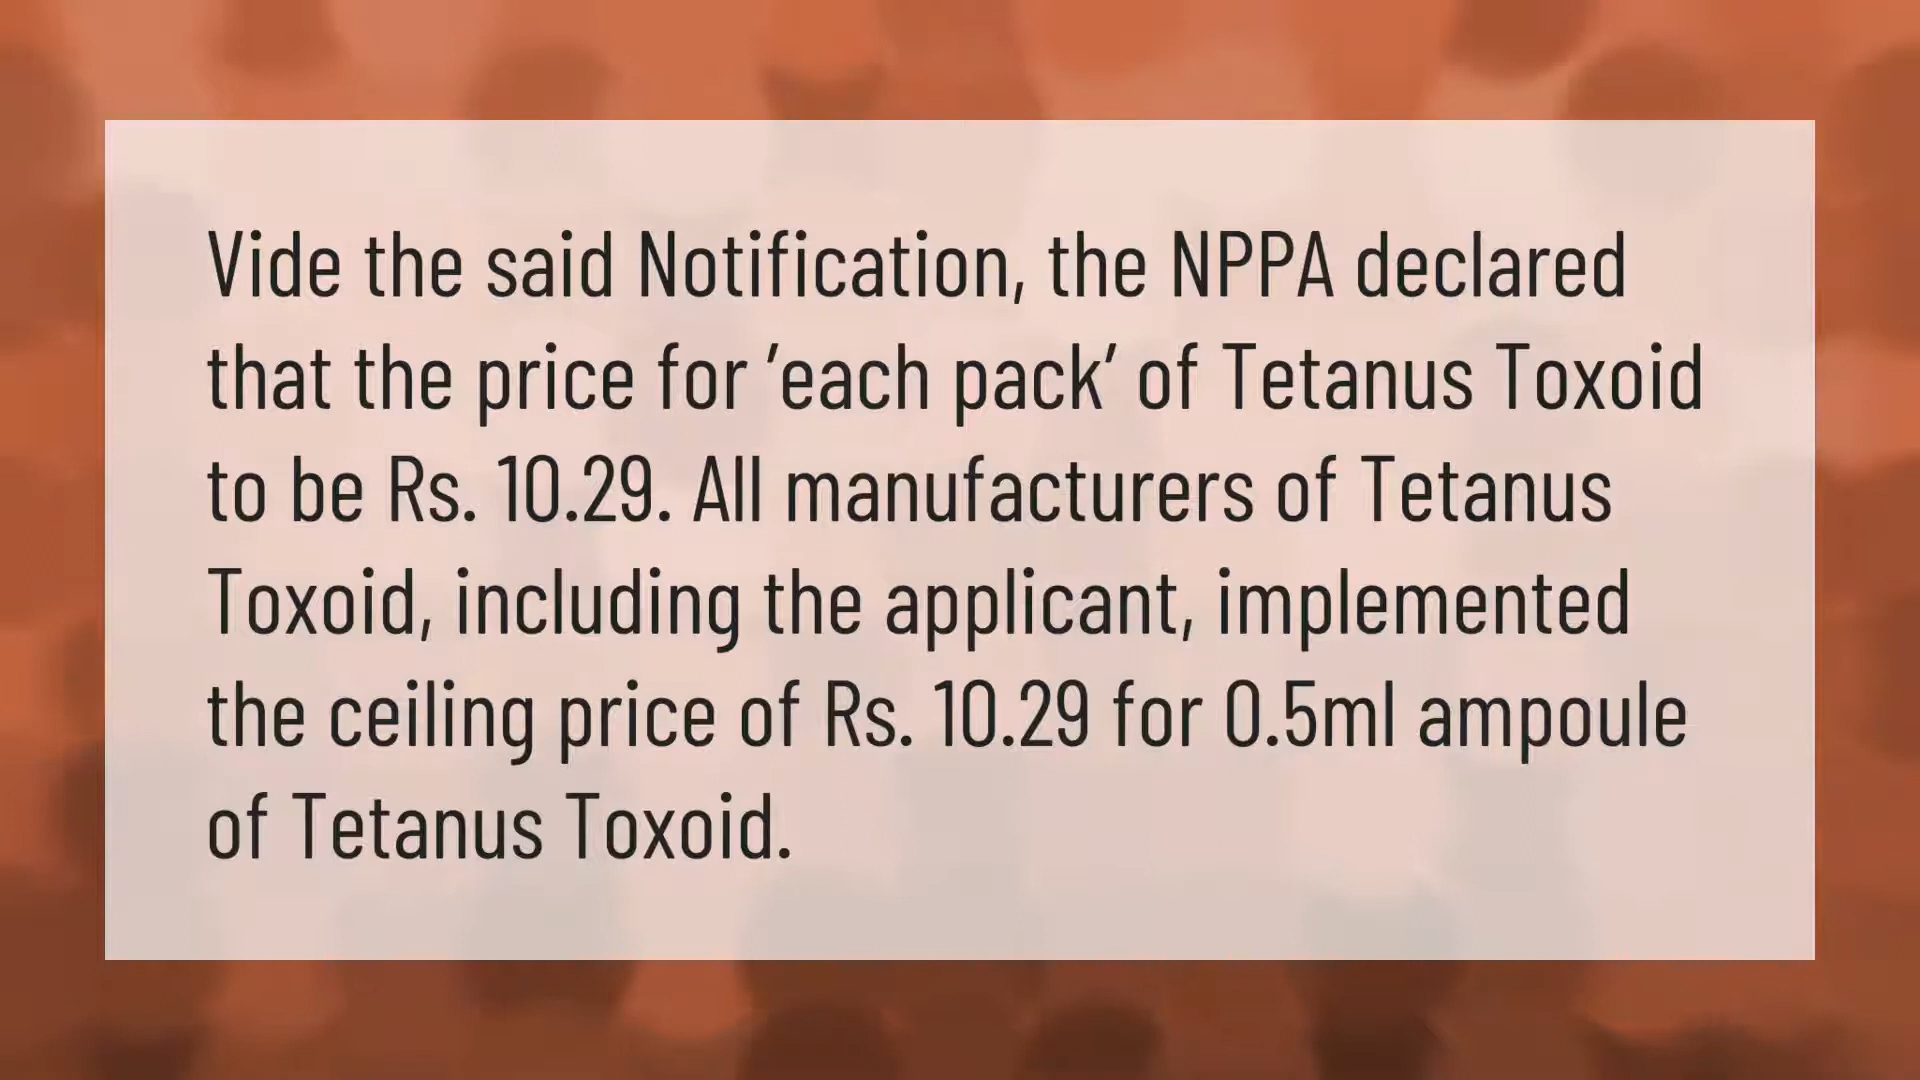 Vide the said Notification, the NPPA declared
that the price for 'each pack' of Tetanus Toxoid
to be Rs. 10.29. All manufacturers of Tetanus
Toxoid, including the applicant, implemented
the ceiling price of Rs. 10.29 for 0.5ml ampoule
of Tetanus Toxoid.